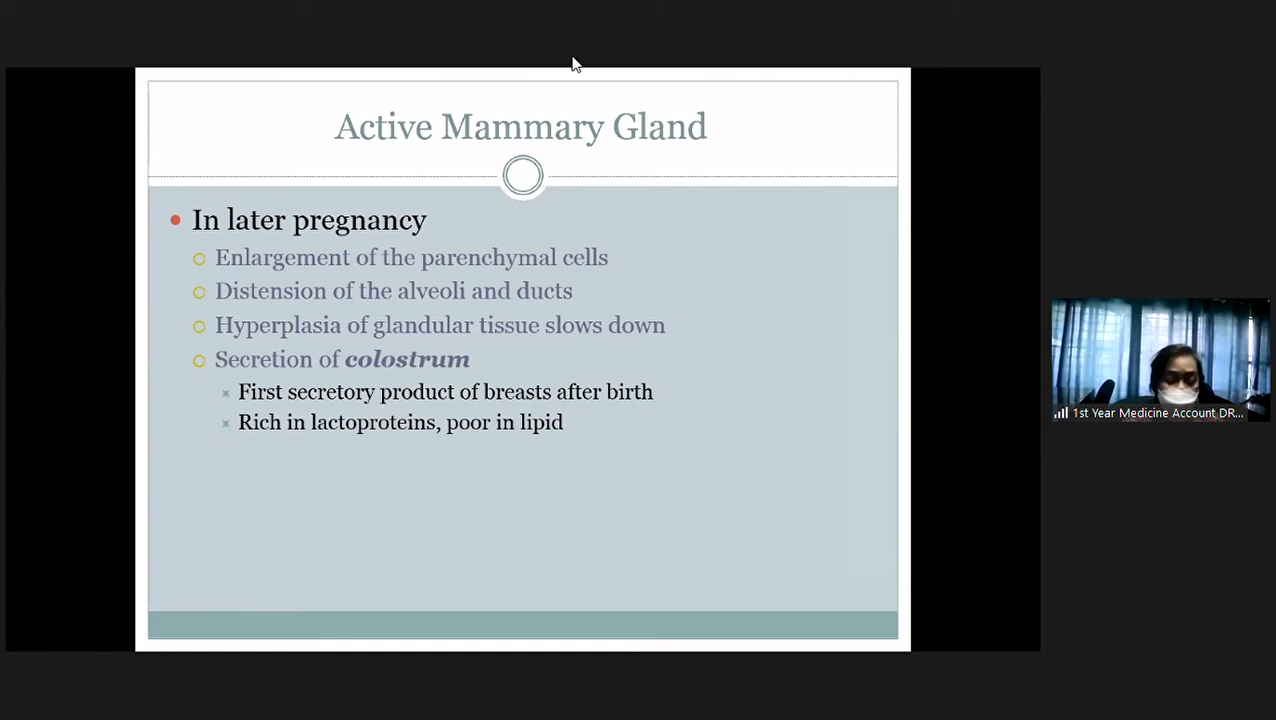 Active Mammary Gland
In later pregnancy
Enlargement of the parenchymal cells
Distension of the alveoli and ducts
Hyperplasia of glandular tissue slows down
Secretion of colostrum
First secretory product of breasts after birth
Rich in lactoproteins, poor in lipid
1st Year Medicine Account DR...